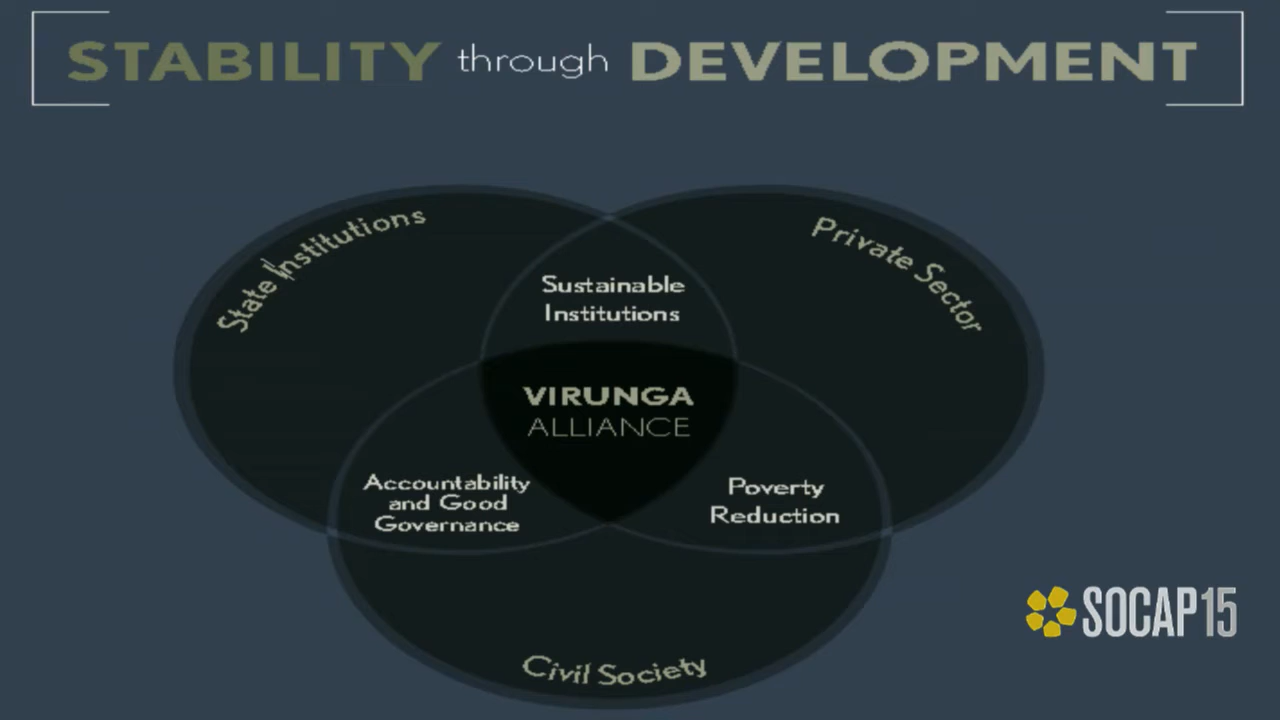 STABILITY through DEVELOPMENT
State Institutions
Private Sector
Sustainable
Institutions
VIRUNGA
ALLIANCE
Accountability
and Good
Governance
Poverty
Reduction
Civil Society
SOCAP15